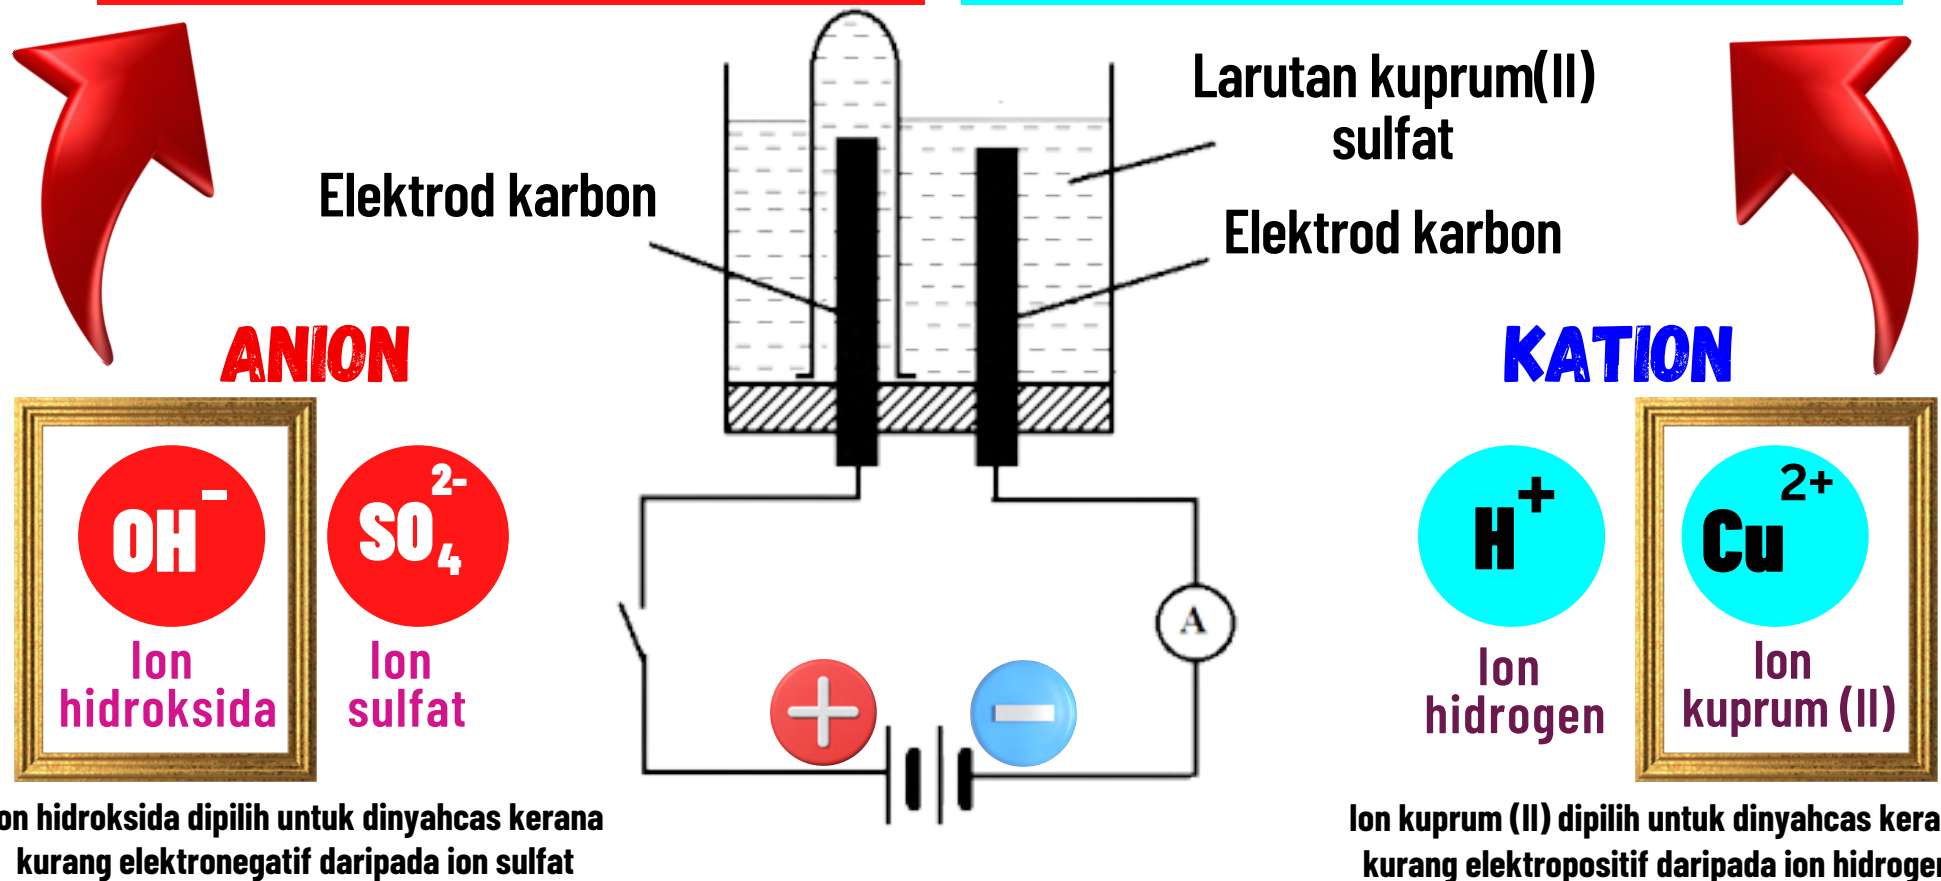 Larutan kuprum(II)
sulfat
Elektrod karbon
Elektrod karbon
ANION
KATION
OH⁻
SO₄²⁻
H⁺
Cu²⁺
Ion
hidroksida
Ion
sulfat
Ion
hidrogen
Ion
kuprum (II)
A
+
−
on hidroksida dipilih untuk dinyahcas kerana
kurang elektronegatif daripada ion sulfat
Ion kuprum (II) dipilih untuk dinyahcas kera
kurang elektropositif daripada ion hidrogen